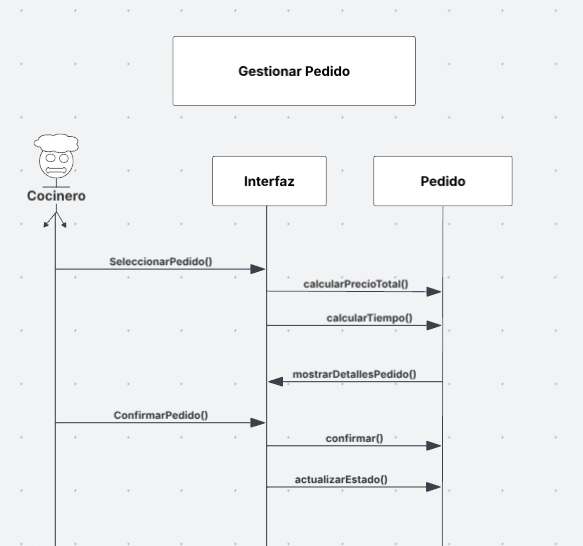 Gestionar Pedido
Cocinero
Interfaz
Pedido
SeleccionarPedido()
calcularPrecioTotal()
calcularTiempo()
mostrarDetallesPedido()
ConfirmarPedido()
confirmar()
actualizarEstado()